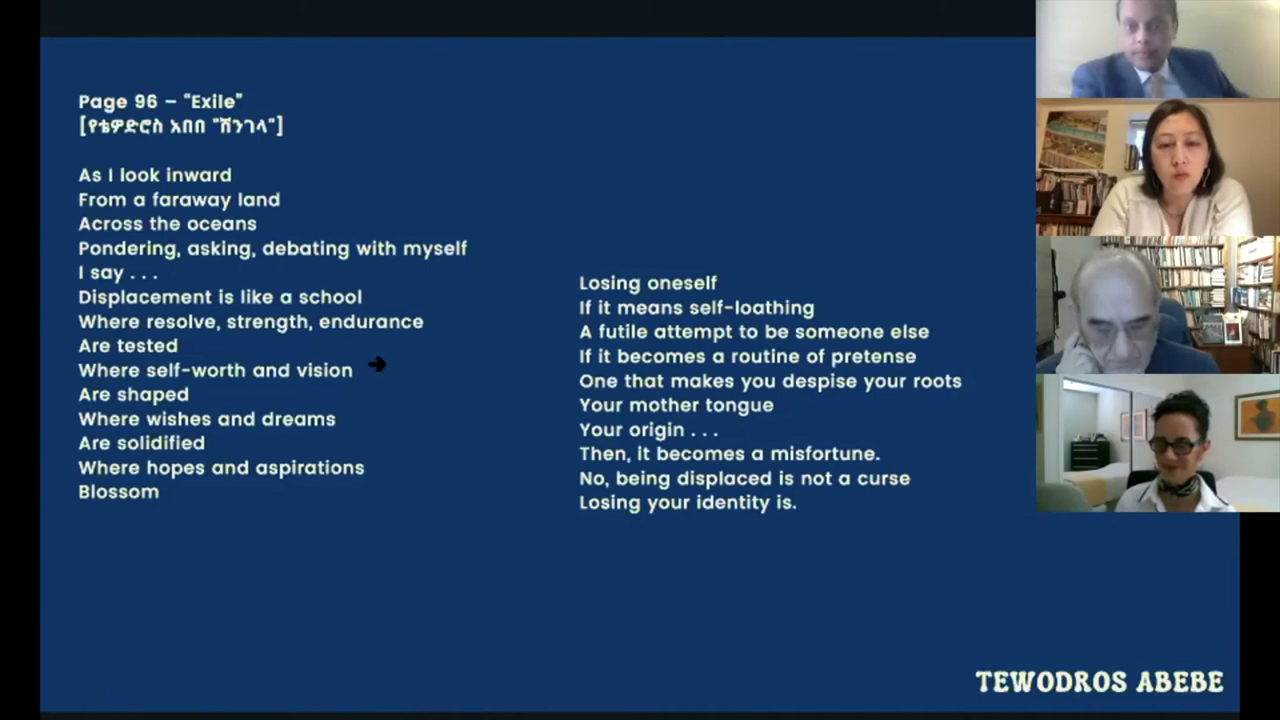 Page 96 – “Exile”
[የቴዎድሮስ አበበ "ሽንገላ"]
As I look inward
From a faraway land
Across the oceans
Pondering, asking, debating with myself
I say . . .
Displacement is like a school
Where resolve, strength, endurance
Are tested
Where self-worth and vision
Are shaped
Where wishes and dreams
Are solidified
Where hopes and aspirations
Blossom
Losing oneself
If it means self-loathing
A futile attempt to be someone else
If it becomes a routine of pretense
One that makes you despise your roots
Your mother tongue
Your origin . . .
Then, it becomes a misfortune.
No, being displaced is not a curse
Losing your identity is.
TEWODROS ABEBE